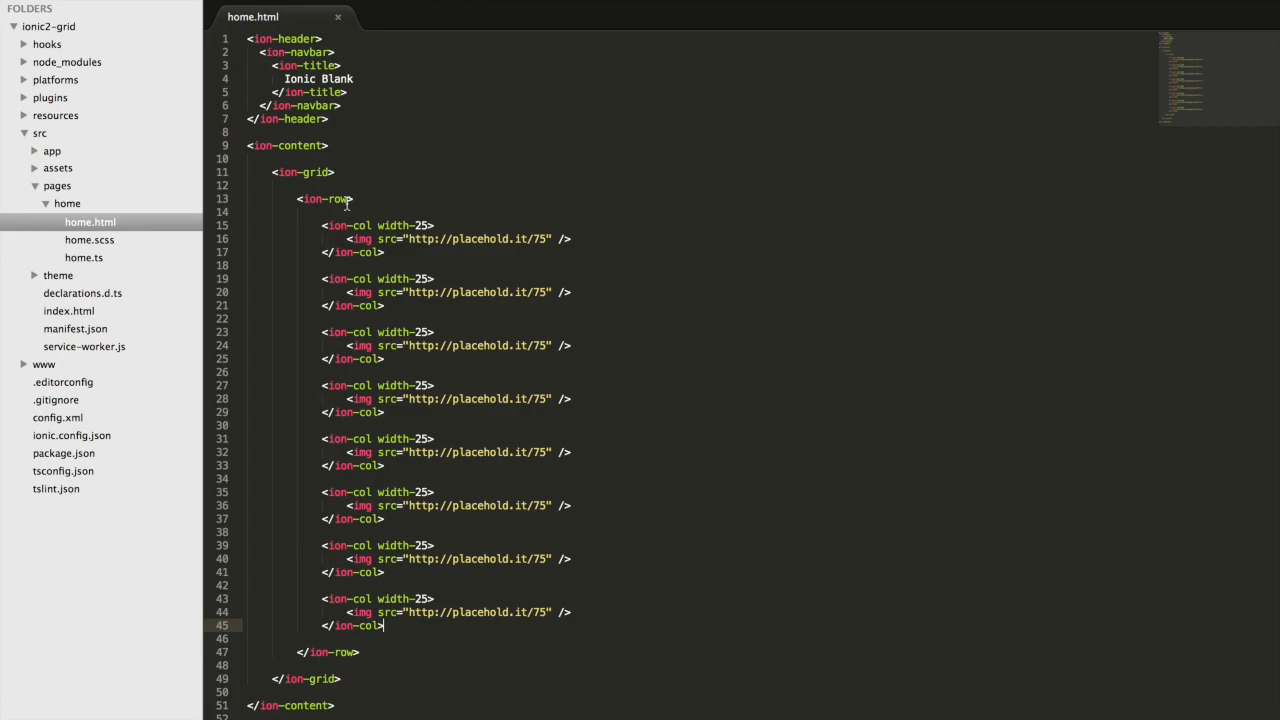 FOLDERS
ionic2-grid
hooks
node_modules
platforms
plugins
resources
src
app
assets
pages
home
home.html
home.scss
home.ts
theme
declarations.d.ts
index.html
manifest.json
service-worker.js
www
.editorconfig
.gitignore
config.xml
ionic.config.json
package.json
tsconfig.json
tslint.json
home.html ×
1 <ion-header>
2 <ion-navbar>
3 <ion-title>
4 Ionic Blank
5 </ion-title>
6 </ion-navbar>
7 </ion-header>
8
9 <ion-content>
10
11 <ion-grid>
12
13 <ion-row>
14
15 <ion-col width-25>
16 <img src="http://placehold.it/75" />
17 </ion-col>
18
19 <ion-col width-25>
20 <img src="http://placehold.it/75" />
21 </ion-col>
22
23 <ion-col width-25>
24 <img src="http://placehold.it/75" />
25 </ion-col>
26
27 <ion-col width-25>
28 <img src="http://placehold.it/75" />
29 </ion-col>
30
31 <ion-col width-25>
32 <img src="http://placehold.it/75" />
33 </ion-col>
34
35 <ion-col width-25>
36 <img src="http://placehold.it/75" />
37 </ion-col>
38
39 <ion-col width-25>
40 <img src="http://placehold.it/75" />
41 </ion-col>
42
43 <ion-col width-25>
44 <img src="http://placehold.it/75" />
45 </ion-col>
46
47 </ion-row>
48
49 </ion-grid>
50
51 </ion-content>
52